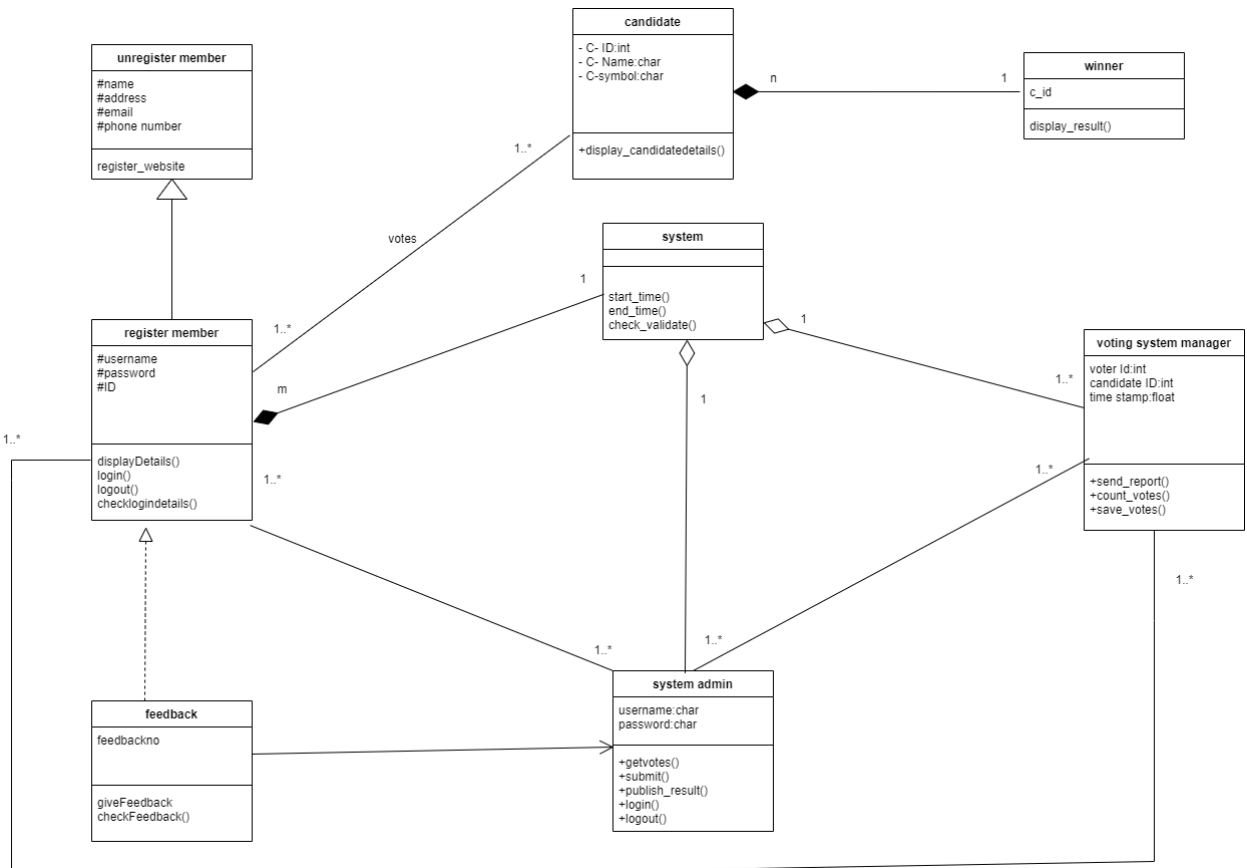 candidate
- C- ID:int
- C- Name:char
- C-symbol:char
+display_candidatedetails()
unregister member
#name
#address
#email
#phone number
register_website
winner
c_id
display_result()
n
1
1..*
votes
1..*
system
start_time()
end_time()
check_validate()
1
1
1
m
register member
#username
#password
#ID
displayDetails()
login()
logout()
checklogindetails()
1..*
1..*
voting system manager
voter Id:int
candidate ID:int
time stamp:float
+send_report()
+count_votes()
+save_votes()
1..*
1..*
1..*
1..*
1..*
system admin
username:char
password:char
+getvotes()
+submit()
+publish_result()
+login()
+logout()
feedback
feedbackno
giveFeedback
checkFeedback()